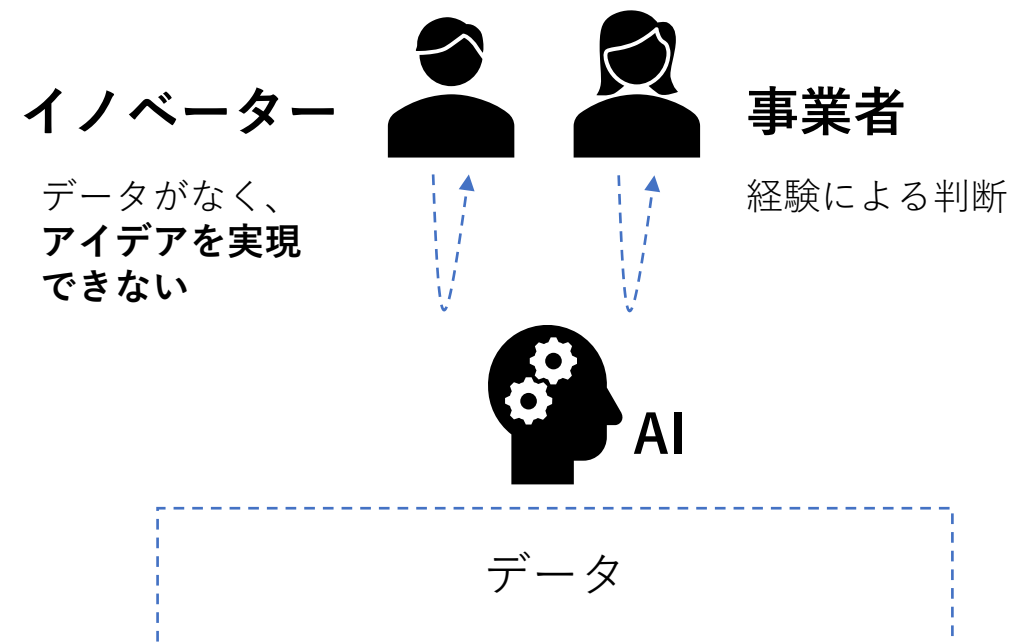 イノベーター
データがなく、
アイデアを実現
できない
事業者
経験による判断
AI
データ